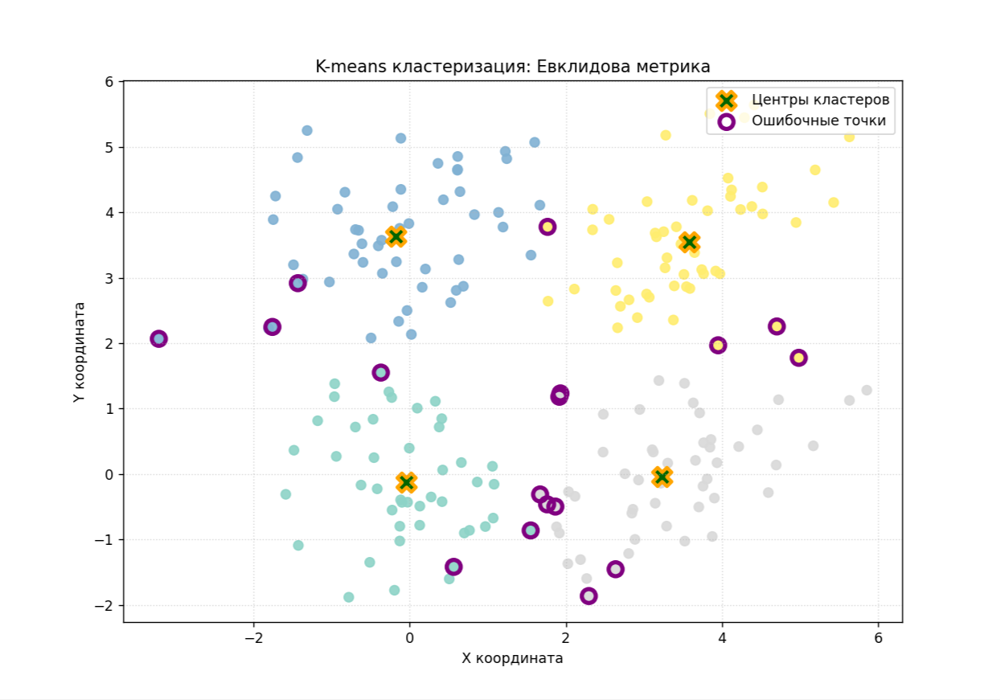 K-means кластеризация: Евклидова метрика
Центры кластеров
Ошибочные точки
6
5
4
3
2
1
0
−1
−2
Y координата
−2
0
2
4
6
X координата